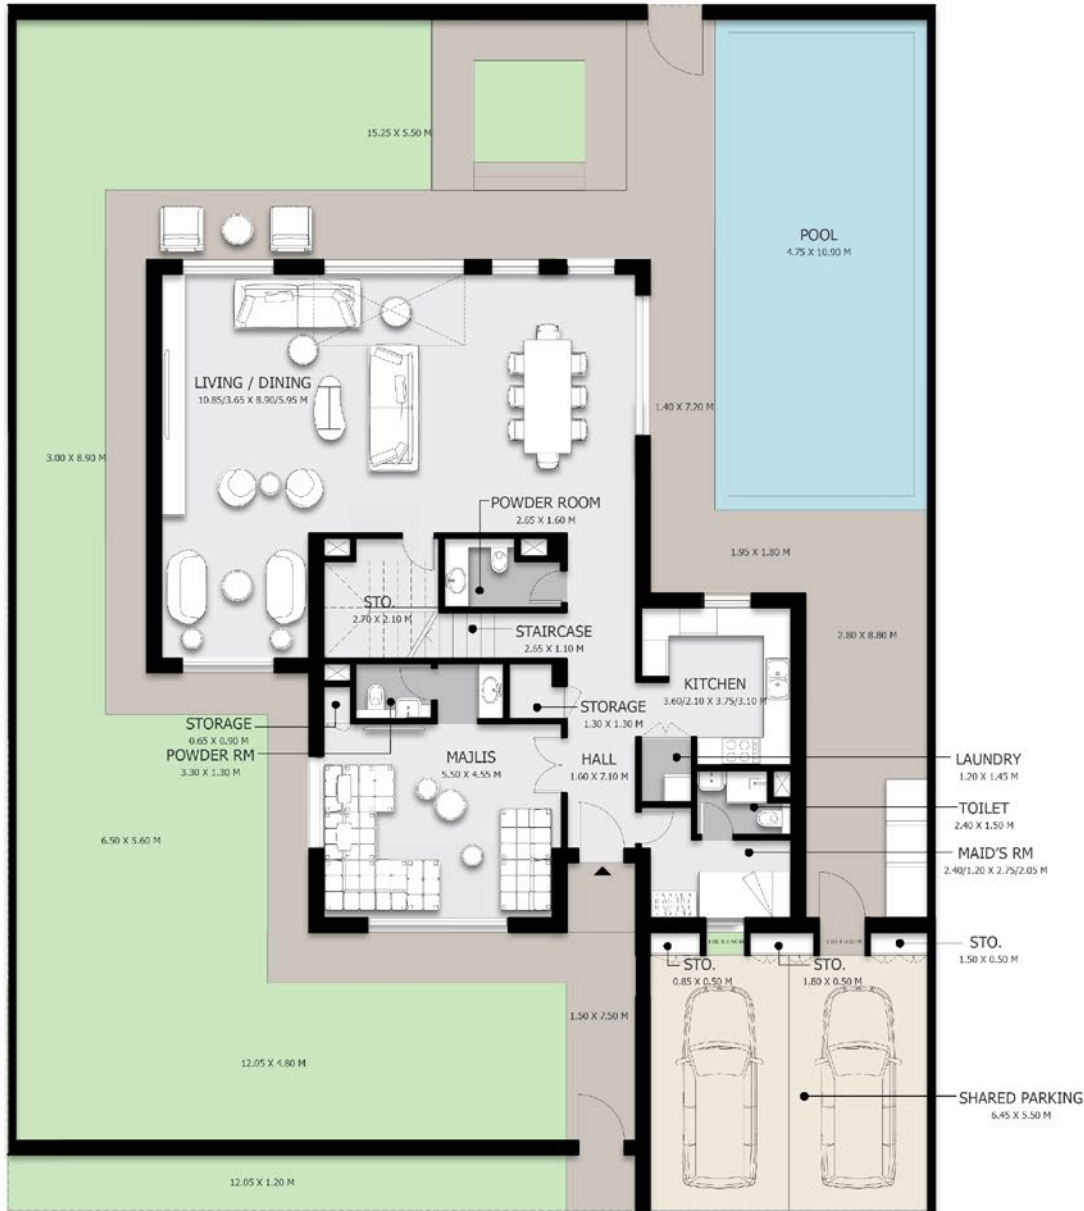 15.25 X 5.50 M
POOL
4.75 X 10.90 M
LIVING / DINING
10.85/3.65 X 8.90/5.95 M
1.40 X 7.20 M
3.00 X 8.90 M
POWDER ROOM
2.65 X 1.60 M
1.95 X 1.80 M
STO.
2.70 X 2.10 M
STAIRCASE
2.65 X 1.10 M
2.80 X 8.80 M
KITCHEN
3.60/2.10 X 3.75/3.10 M
STORAGE
1.30 X 1.30 M
STORAGE
0.65 X 0.90 M
POWDER RM
3.30 X 1.30 M
MAJLIS
5.50 X 4.55 M
HALL
1.60 X 7.10 M
LAUNDRY
1.20 X 1.45 M
TOILET
2.40 X 1.50 M
6.50 X 5.60 M
MAID'S RM
2.40/1.20 X 2.75/2.05 M
STO.
1.50 X 0.50 M
STO.
0.85 X 0.50 M
STO.
1.80 X 0.50 M
1.50 X 7.50 M
12.05 X 4.80 M
SHARED PARKING
6.45 X 5.50 M
12.05 X 1.20 M